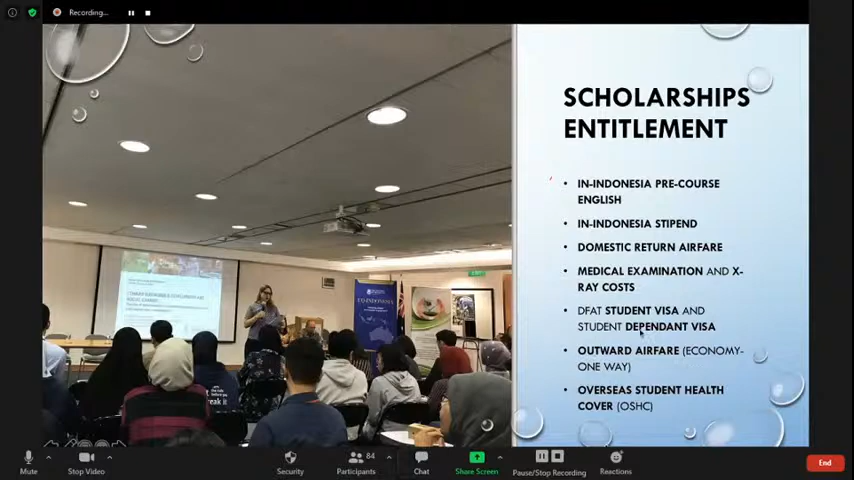 Recording...
SCHOLARSHIPS
ENTITLEMENT
• IN-INDONESIA PRE-COURSE
ENGLISH
• IN-INDONESIA STIPEND
• DOMESTIC RETURN AIRFARE
• MEDICAL EXAMINATION AND X-
RAY COSTS
• DFAT STUDENT VISA AND
STUDENT DEPENDANT VISA
• OUTWARD AIRFARE (ECONOMY-
ONE WAY)
• OVERSEAS STUDENT HEALTH
COVER (OSHC)
Mute
Stop Video
Security
Participants
84
Chat
Share Screen
Pause/Stop Recording
Reactions
End